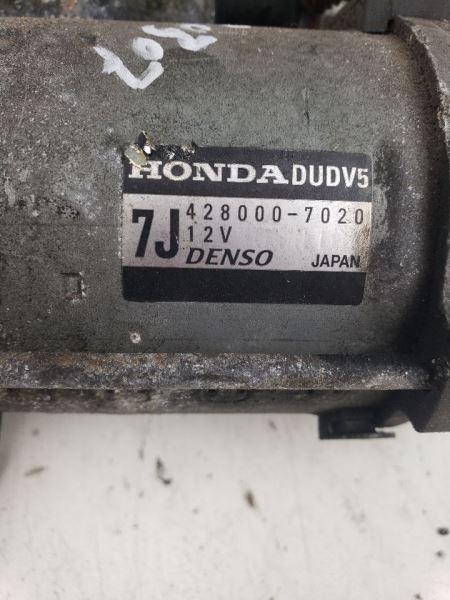 HONDA DUDV5
7J 428000-7020
12V
DENSO JAPAN